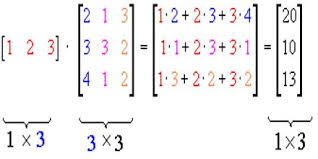 2 1 3 1·2+2·3+3·4 20
[1 2 3] · 3 3 2 = 1·1+2·3+3·1 = 10
4 1 2 1·3+2·2+3·2 13
1×3 3×3 1×3